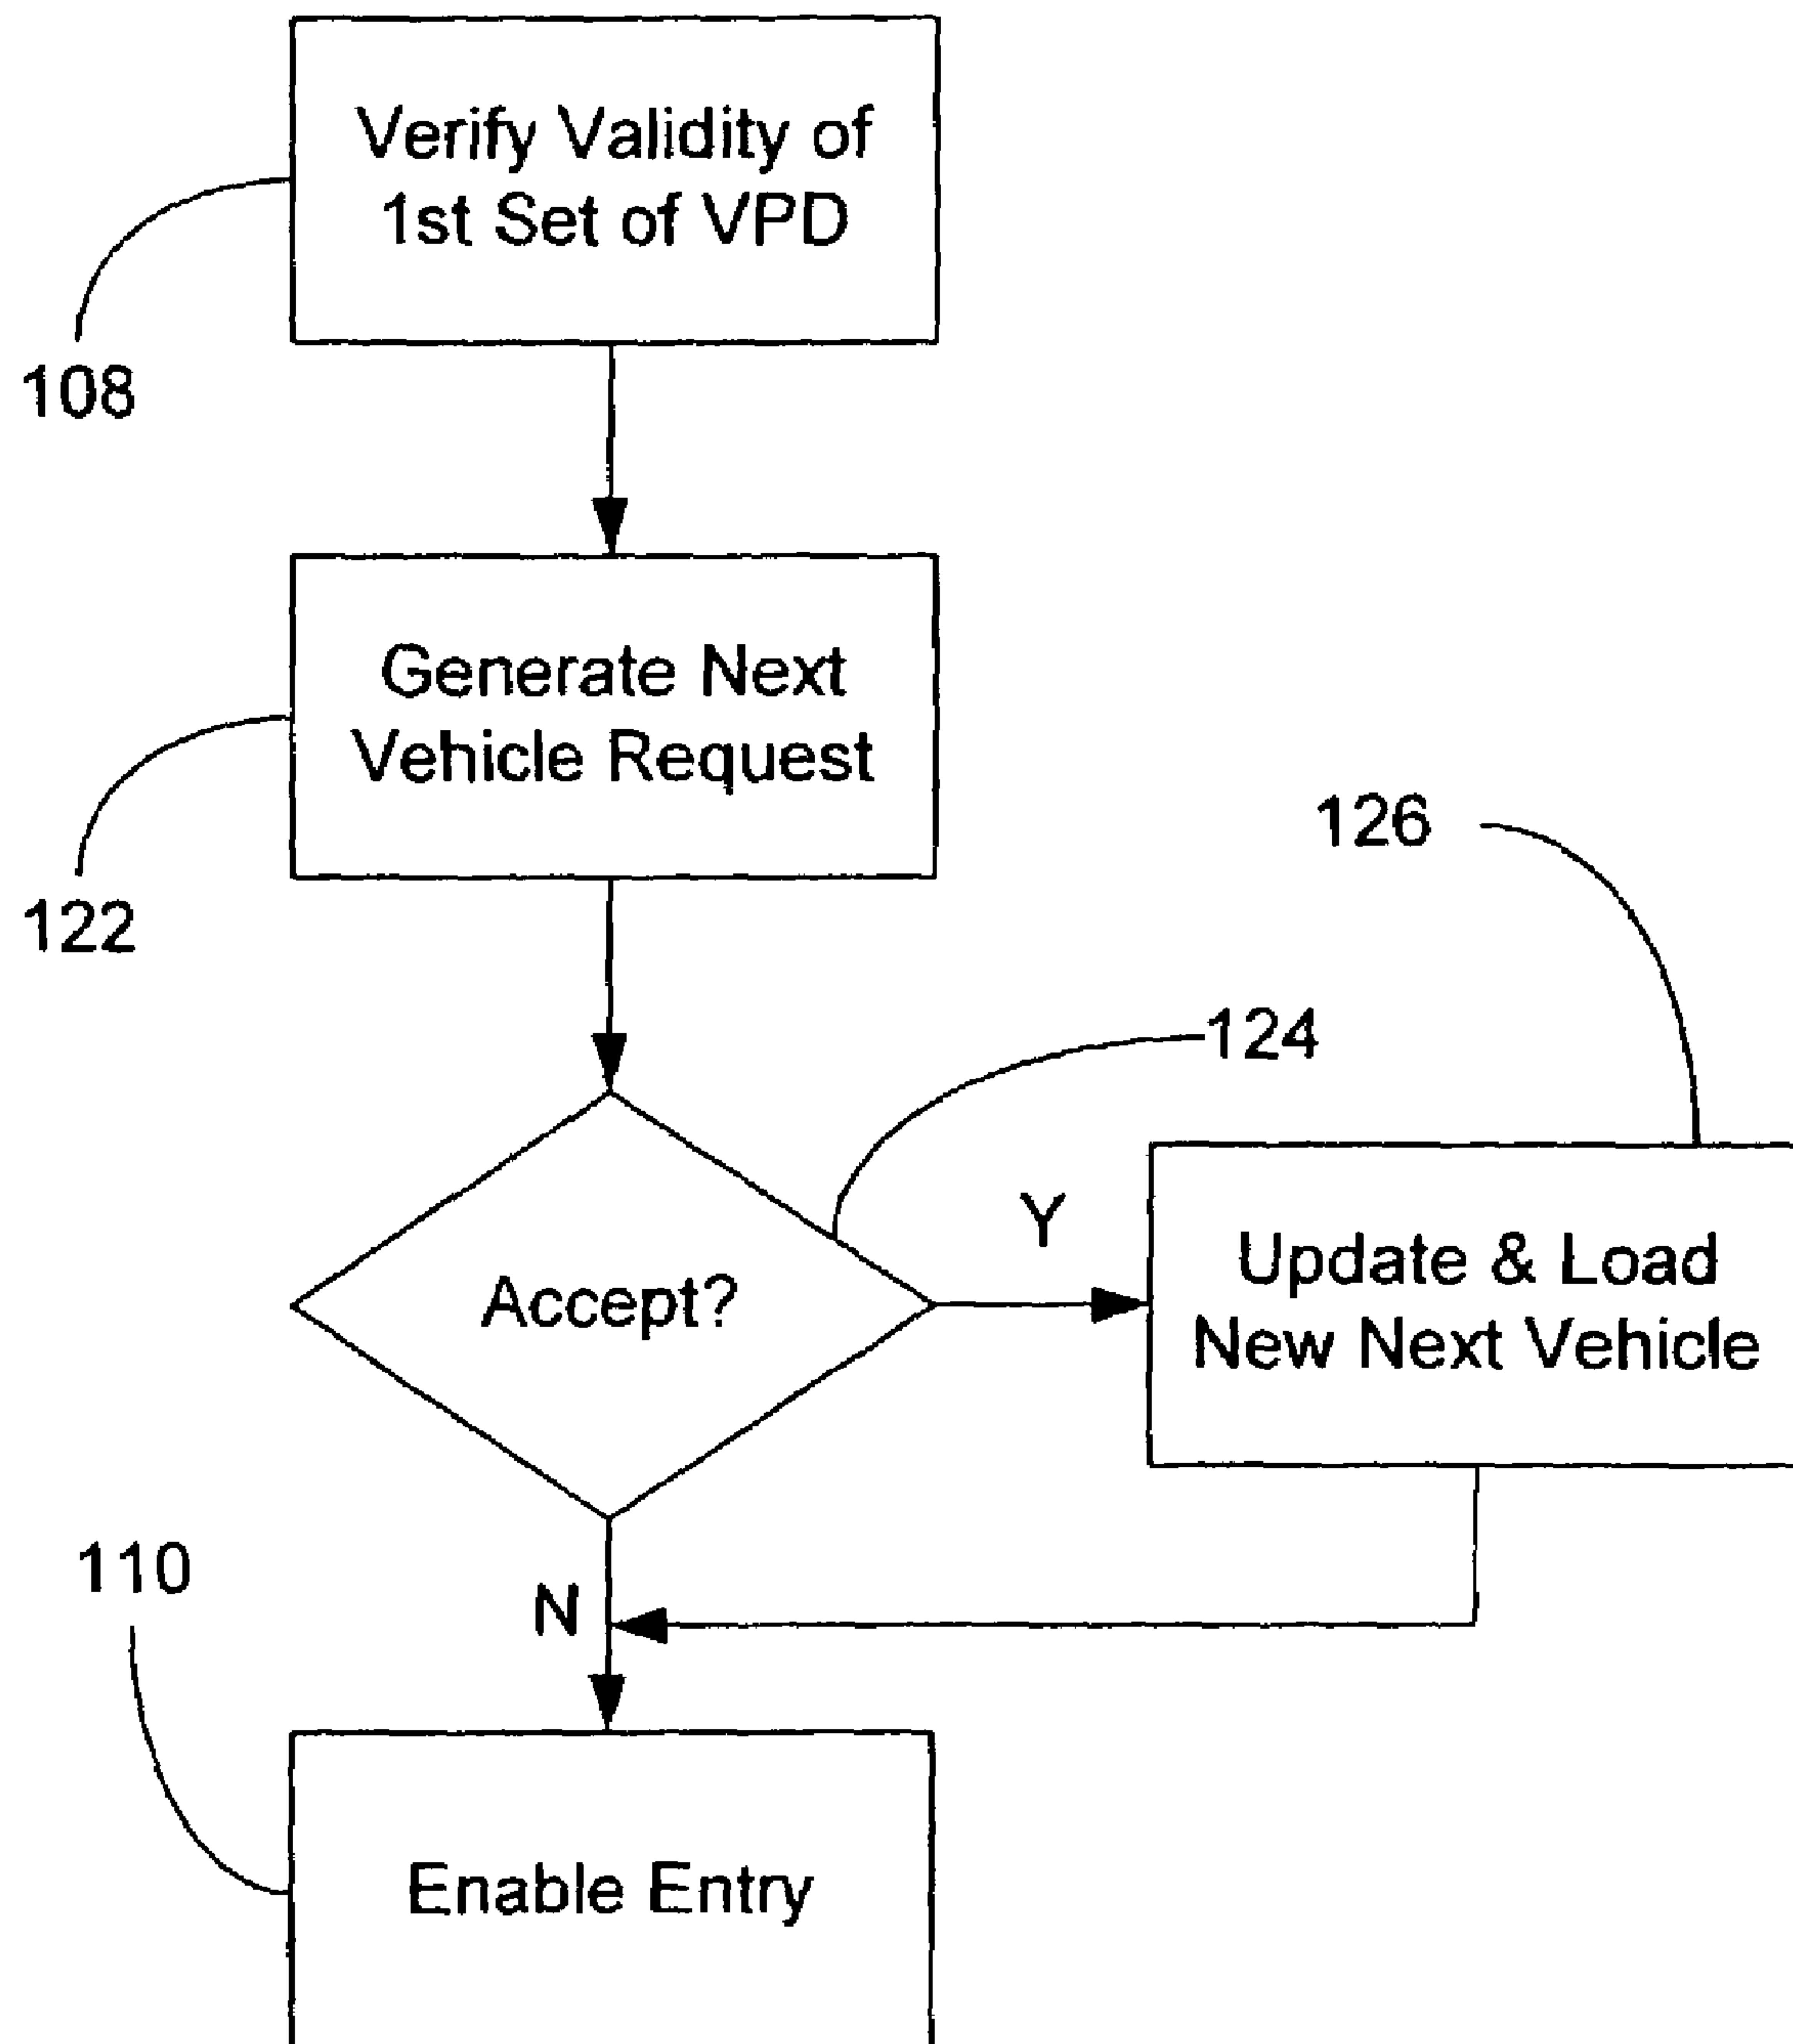 Verify Validity of
1st Set of VPD
108
Generate Next
Vehicle Request
122
126
124
Accept?
Y
Update & Load
New Next Vehicle
110
N
Enable Entry